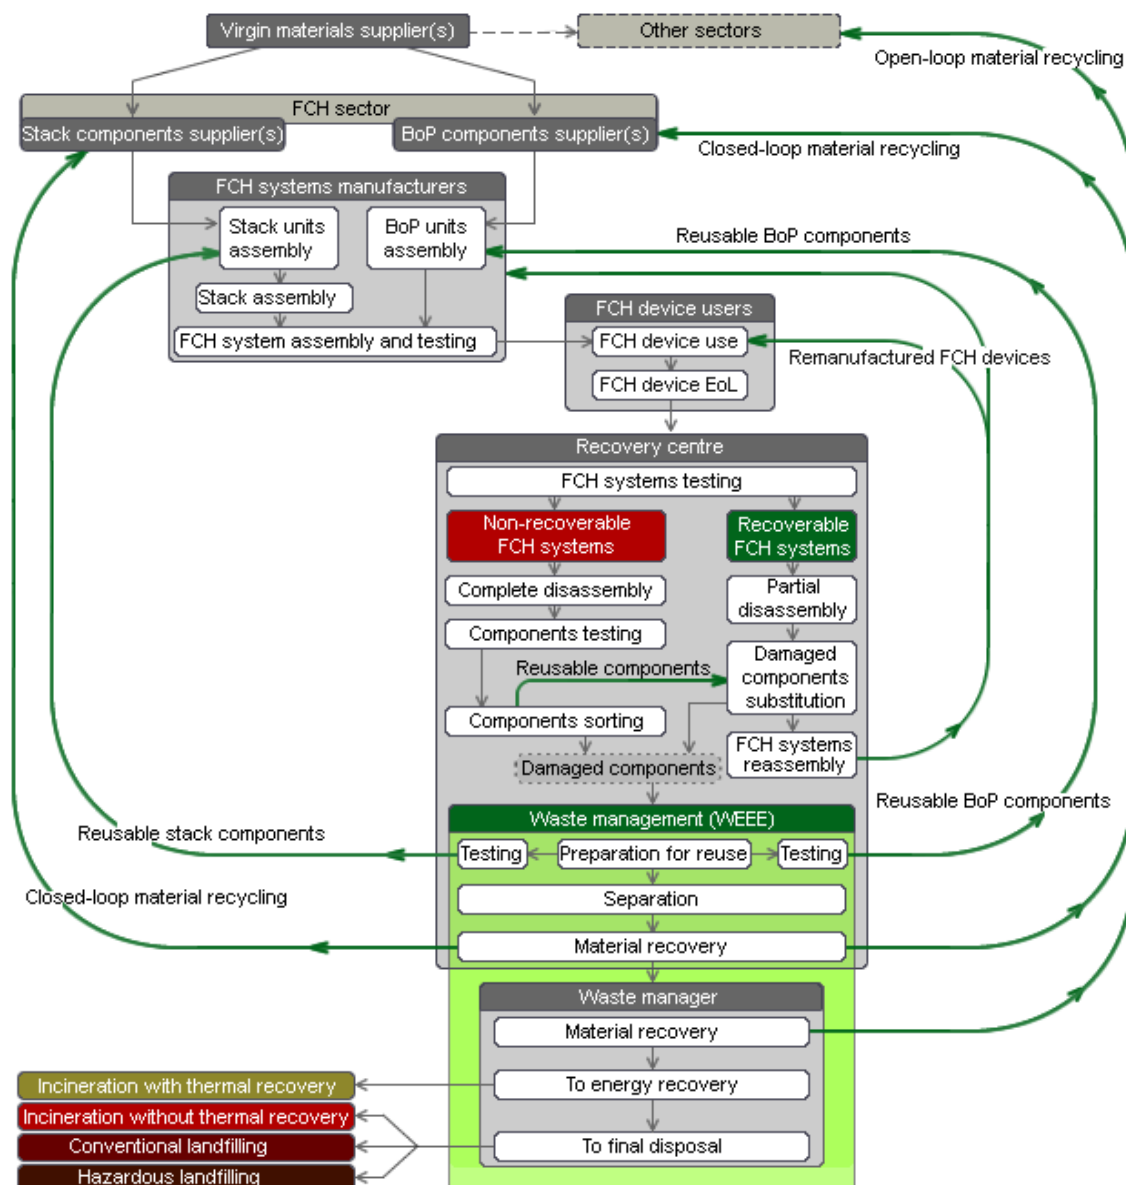 Virgin materials supplier(s)
Other sectors
Open-loop material recycling
FCH sector
Stack components supplier(s)
BoP components supplier(s)
Closed-loop material recycling
FCH systems manufacturers
Stack units
assembly
BoP units
assembly
Reusable BoP components
Stack assembly
FCH system assembly and testing
FCH device users
FCH device use
Remanufactured FCH devices
FCH device EoL
Recovery centre
FCH systems testing
Non-recoverable
FCH systems
Recoverable
FCH systems
Complete disassembly
Partial
disassembly
Components testing
Reusable components
Damaged
components
substitution
Components sorting
FCH systems
reassembly
Damaged components
Reusable BoP components
Waste management (WEEE)
Reusable stack components
Testing
Preparation for reuse
Testing
Closed-loop material recycling
Separation
Material recovery
Waste manager
Material recovery
Incineration with thermal recovery
To energy recovery
Incineration without thermal recovery
Conventional landfilling
To final disposal
Hazardous landfilling